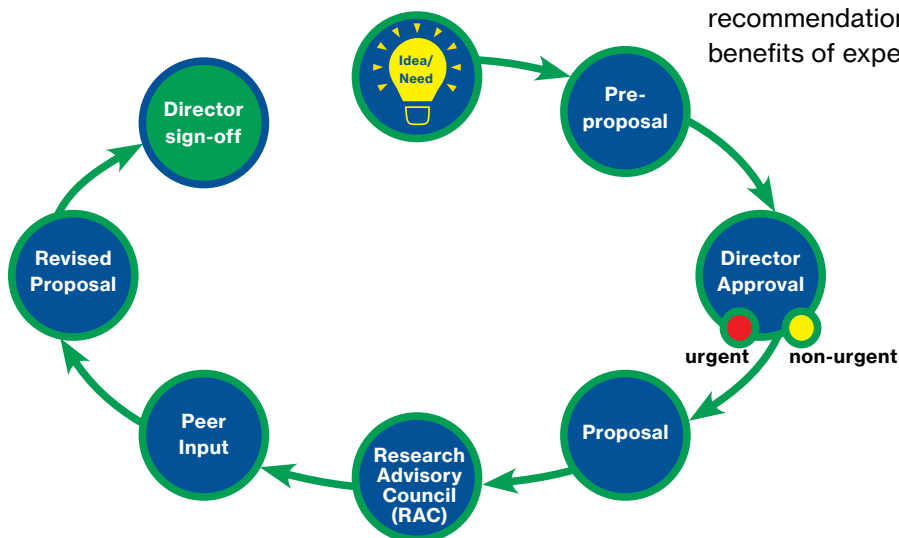 recommendation
benefits of expe
Idea/
Need
Pre-
proposal
Director
Approval
urgent
non-urgent
Proposal
Research
Advisory
Council
(RAC)
Peer
Input
Revised
Proposal
Director
sign-off